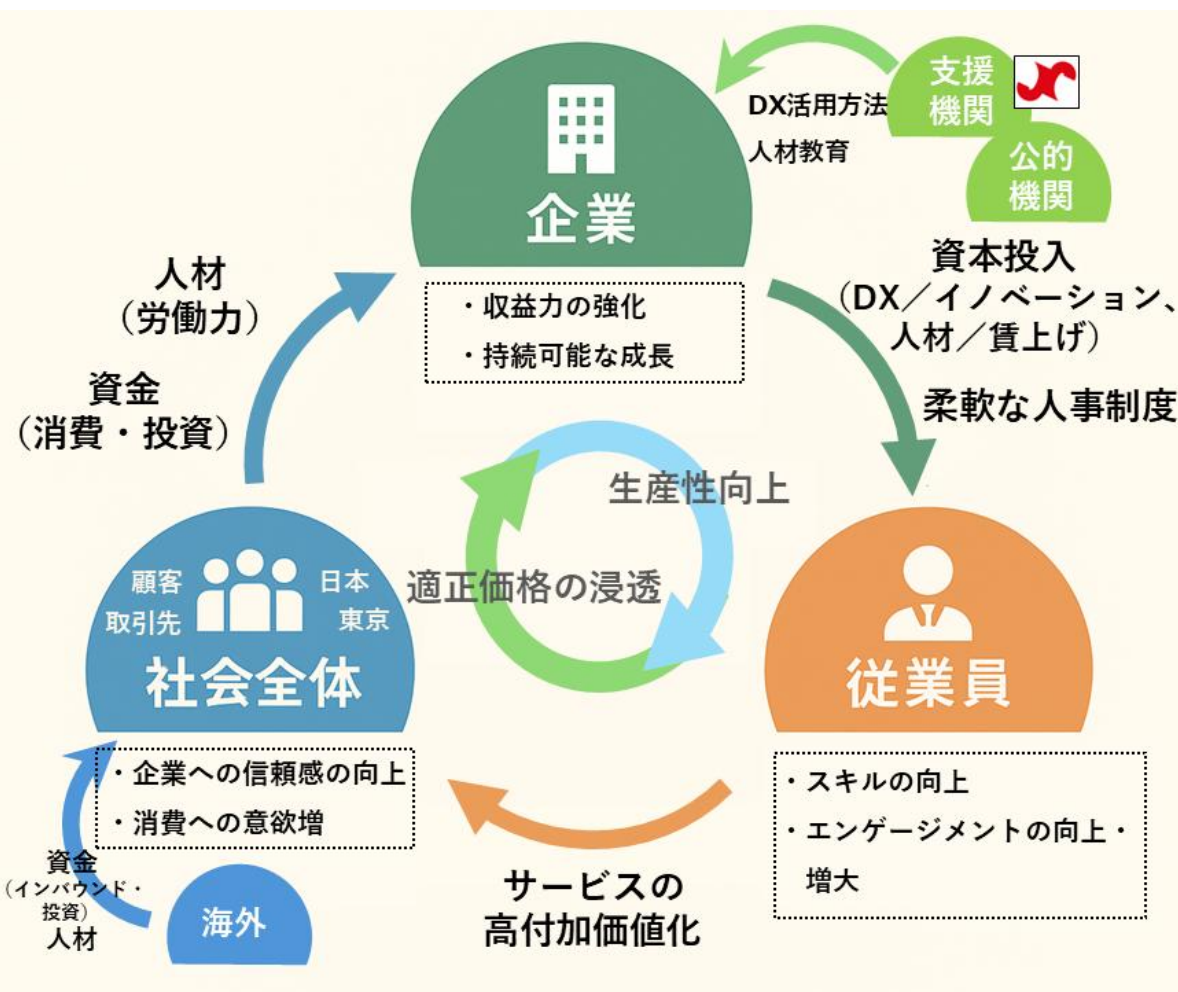 支援
機関
公的
機関
DX活用方法
人材教育
企業
・収益力の強化
・持続可能な成長
人材
（労働力）
資金
（消費・投資）
資本投入
（DX／イノベーション、
人材／賃上げ）
柔軟な人事制度
生産性向上
適正価格の浸透
顧客
取引先
日本
東京
社会全体
・企業への信頼感の向上
・消費への意欲増
従業員
・スキルの向上
・エンゲージメントの向上・
増大
サービスの
高付加価値化
資金
（インバウンド・
投資）
人材
海外